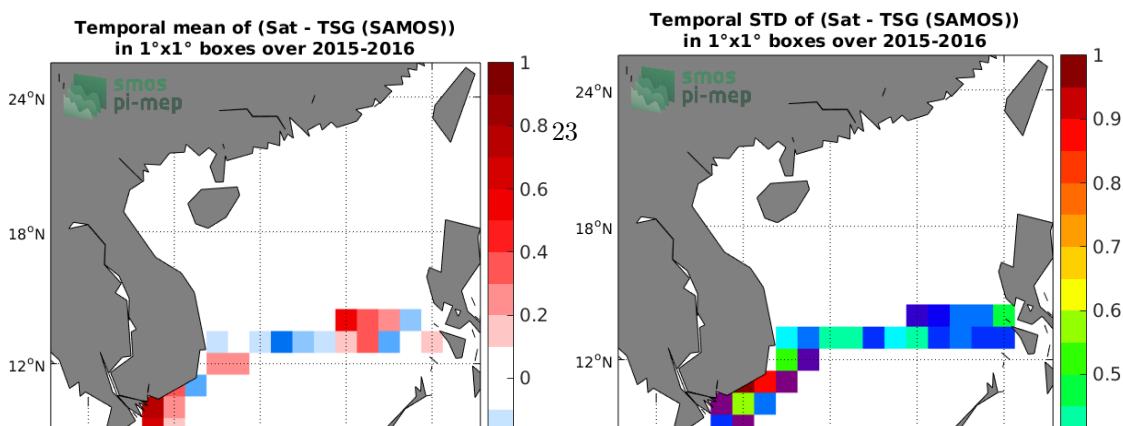 Temporal mean of (Sat - TSG (SAMOS))
in 1°x1° boxes over 2015-2016
smos
pi-mep
24°N
18°N
12°N
1
0.8
0.6
0.4
0.2
0
23
Temporal STD of (Sat - TSG (SAMOS))
in 1°x1° boxes over 2015-2016
smos
pi-mep
24°N
18°N
12°N
1
0.9
0.8
0.7
0.6
0.5